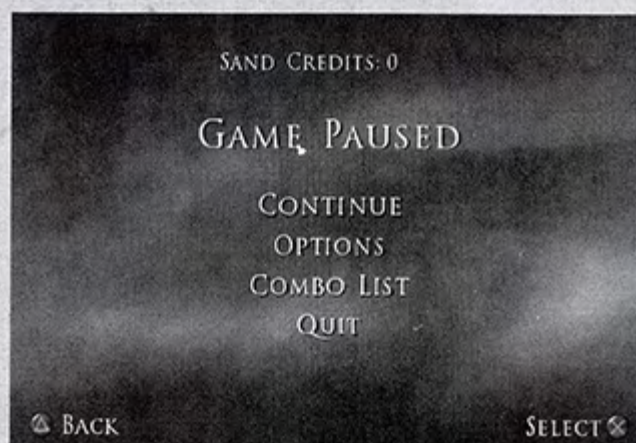 SAND CREDITS: 0
GAME PAUSED
CONTINUE
OPTIONS
COMBO LIST
QUIT
BACK
SELECT